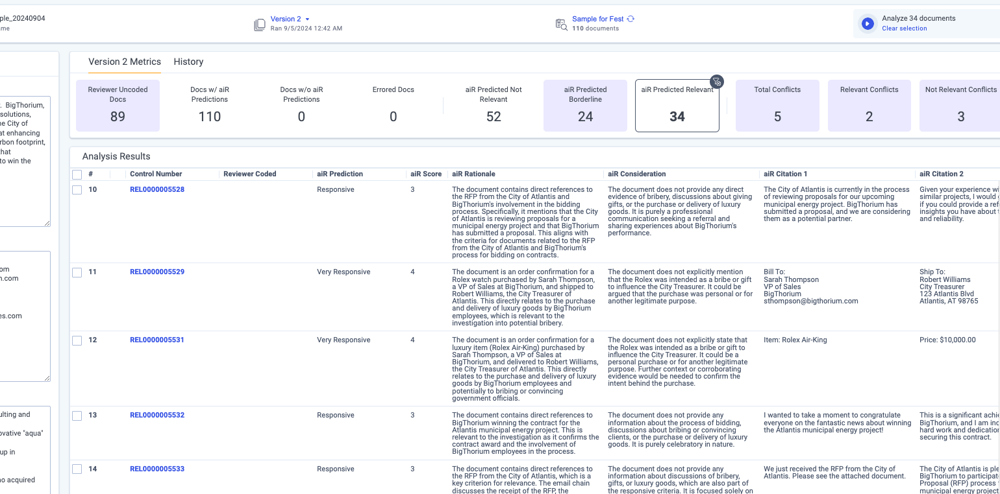 ple_20240904
me
Version 2
Ran 9/5/2024 12:42 AM
Sample for Fest
110 documents
Analyze 34 documents
Clear selection
. BigThorium,
solutions,
ne City of
at enhancing
rbon footprint,
that
to win the
om
n.com
es.com
ulting and
ovative "aqua"
up in
ho acquired
Version 2 Metrics
History
Reviewer Uncoded
Docs
89
Docs w/ aiR
Predictions
110
Docs w/o aiR
Predictions
0
Errored Docs
0
aiR Predicted Not
Relevant
52
aiR Predicted
Borderline
24
aiR Predicted Relevant
34
Total Conflicts
5
Relevant Conflicts
2
Not Relevant Conflicts
3
Analysis Results
# Control Number Reviewer Coded aiR Prediction aiR Score aiR Rationale aiR Consideration aiR Citation 1 aiR Citation 2
10
REL0000005528
Responsive
3
The document contains direct references to
the RFP from the City of Atlantis and
BigThorium's involvement in the bidding
process. Specifically, it mentions that the City
of Atlantis is reviewing proposals for a
municipal energy project and that BigThorium
has submitted a proposal. This aligns with
the criteria for documents related to the RFP
from the City of Atlantis and BigThorium's
process for bidding on contracts.
The document does not provide any direct
evidence of bribery, discussions about giving
gifts, or the purchase or delivery of luxury
goods. It is purely a professional
communication seeking a referral and
sharing experiences about BigThorium's
performance.
The City of Atlantis is currently in the process
of reviewing proposals for our upcoming
municipal energy project. BigThorium has
submitted a proposal, and we are considering
them as a potential partner.
Given your experience wi
similar projects, I would
if you could provide a ref
insights you have about
and reliability.
11
REL0000005529
Very Responsive
4
The document is an order confirmation for a
Rolex watch purchased by Sarah Thompson,
a VP of Sales at BigThorium, and shipped to
Robert Williams, the City Treasurer of
Atlantis. This directly relates to the purchase
and delivery of luxury goods by BigThorium
employees, which is relevant to the
investigation into potential bribery.
The document does not explicitly mention
that the Rolex was intended as a bribe or gift
to influence the City Treasurer. It could be
argued that the purchase was personal or for
another legitimate purpose.
Bill To:
Sarah Thompson
VP of Sales
BigThorium
sthompson@bigthorium.com
Ship To:
Robert Williams
City Treasurer
123 Atlantis Blvd
Atlantis, AT 98765
12
REL0000005531
Very Responsive
4
The document is an order confirmation for a
luxury item (Rolex Air-King) purchased by
Sarah Thompson, a VP of Sales at
BigThorium, and delivered to Robert Williams,
the City Treasurer of Atlantis. This directly
relates to the purchase and delivery of luxury
goods by BigThorium employees and
potentially to bribing or convincing
government officials.
The document does not explicitly state that
the Rolex was intended as a bribe or gift to
influence the City Treasurer. It could be a
personal purchase or for another legitimate
purpose. Further context or corroborating
evidence would be needed to confirm the
intent behind the purchase.
Item: Rolex Air-King
Price: $10,000.00
13
REL0000005532
Responsive
3
The document contains direct references to
BigThorium winning the contract for the
Atlantis municipal energy project. This is
relevant to the investigation as it confirms the
contract award and the involvement of
BigThorium employees in the process.
The document does not provide any
information about the process of bidding,
discussions about bribing or convincing
clients, or the purchase or delivery of luxury
goods. It is purely celebratory in nature.
I wanted to take a moment to congratulate
everyone on the fantastic news about winning
the Atlantis municipal energy project!
This is a significant achie
BigThorium, and I am inc
hard work and dedication
securing this contract.
14
REL0000005533
Responsive
3
The document contains direct references to
the RFP from the City of Atlantis, which is a
key criterion for relevance. The email chain
discusses the receipt of the RFP, the
The document does not provide any
information about discussions of bribery,
gifts, or luxury goods, which are also part of
the responsive criteria. It is focused solely on
We just received the RFP from the City of
Atlantis. Please see the attached document.
The City of Atlantis is ple
BigThorium to participat
Proposal (RFP) process
municipal energy project